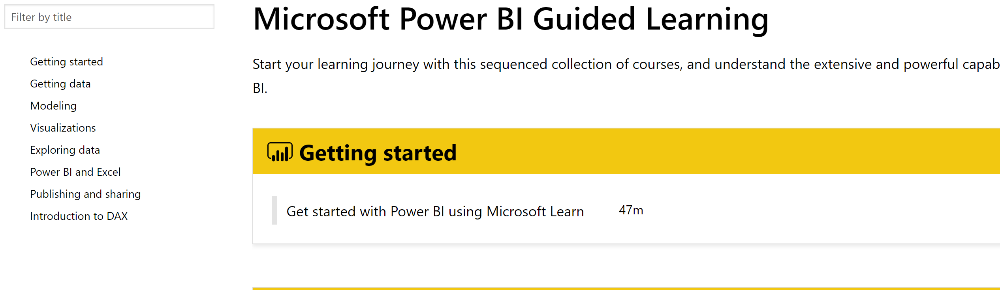 Filter by title
Getting started
Getting data
Modeling
Visualizations
Exploring data
Power BI and Excel
Publishing and sharing
Introduction to DAX
Microsoft Power BI Guided Learning
Start your learning journey with this sequenced collection of courses, and understand the extensive and powerful capab
BI.
Getting started
Get started with Power BI using Microsoft Learn 47m